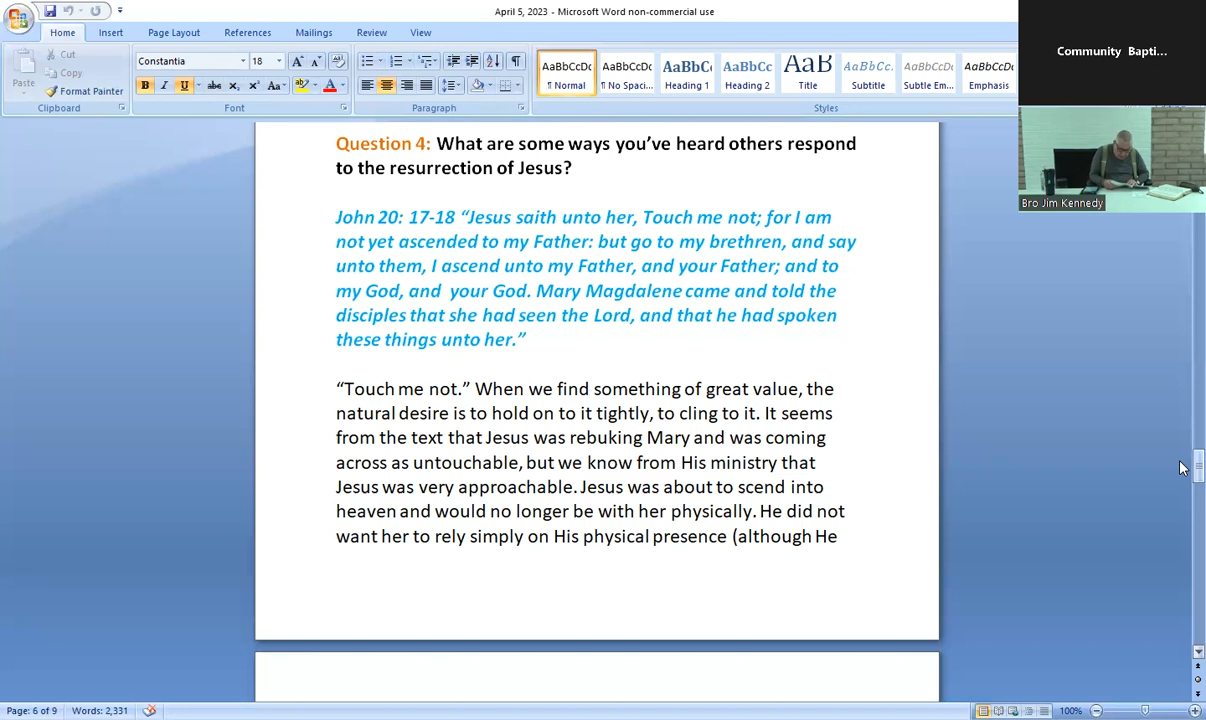 April 5, 2023 - Microsoft Word non-commercial use
Home Insert Page Layout References Mailings Review View
Paste
Cut
Copy
Format Painter
Clipboard
Constantia 18
B I U abc x₂ x² Aa
Font
Paragraph
AaBbCcDc AaBbCcDc AaBbC AaBbCc AaB AaBbCc. AaBbCcDc AaBbCcDc
¶ Normal ¶ No Spaci... Heading 1 Heading 2 Title Subtitle Subtle Em... Emphasis
Styles
Community Bapti...
Bro Jim Kennedy
Question 4: What are some ways you’ve heard others respond
to the resurrection of Jesus?
John 20: 17-18 “Jesus saith unto her, Touch me not; for I am
not yet ascended to my Father: but go to my brethren, and say
unto them, I ascend unto my Father, and your Father; and to
my God, and your God. Mary Magdalene came and told the
disciples that she had seen the Lord, and that he had spoken
these things unto her.”
“Touch me not.” When we find something of great value, the
natural desire is to hold on to it tightly, to cling to it. It seems
from the text that Jesus was rebuking Mary and was coming
across as untouchable, but we know from His ministry that
Jesus was very approachable. Jesus was about to scend into
heaven and would no longer be with her physically. He did not
want her to rely simply on His physical presence (although He
Page: 6 of 9 Words: 2,331 100%